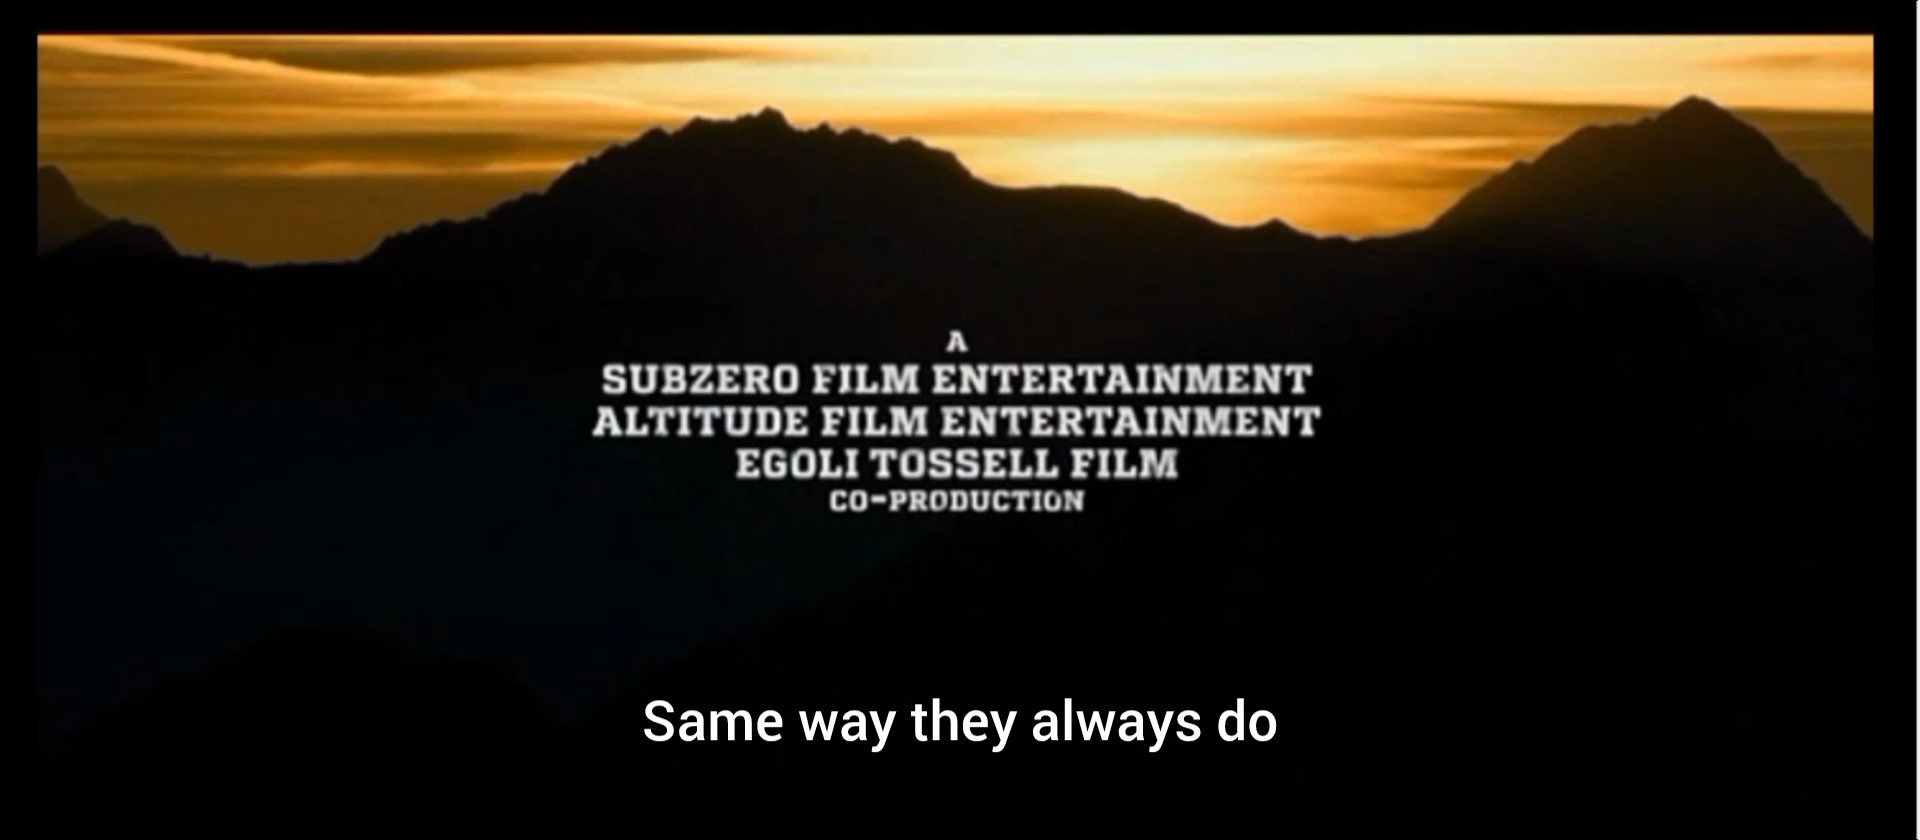 A
SUBZERO FILM ENTERTAINMENT
ALTITUDE FILM ENTERTAINMENT
EGOLI TOSSELL FILM
CO-PRODUCTION
Same way they always do